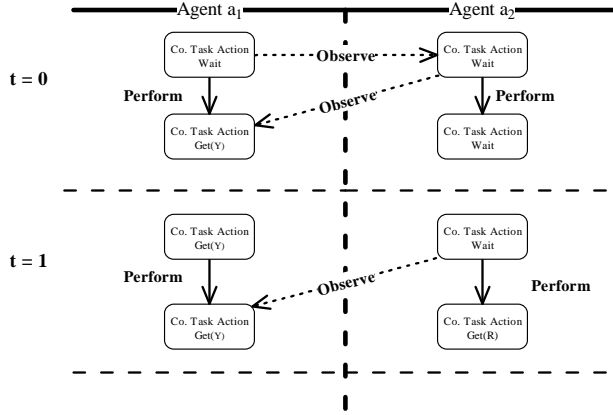 Agent a1
Agent a2
Co. Task Action
Wait
Observe
Co. Task Action
Wait
t = 0
Perform
Observe
Perform
Co. Task Action
Get(Y)
Co. Task Action
Wait
Co. Task Action
Get(Y)
Co. Task Action
Wait
t = 1
Perform
Observe
Perform
Co. Task Action
Get(Y)
Co. Task Action
Get(R)